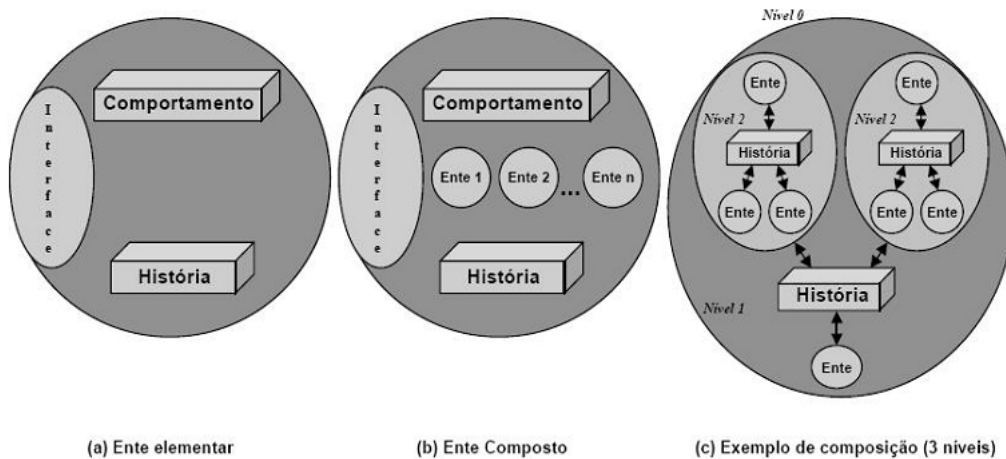 Interface
Comportamento
História
(a) Ente elementar
Interface
Comportamento
Ente 1
Ente 2
...
Ente n
História
(b) Ente Composto
Nível 0
Ente
Nível 2
História
Ente
Ente
Ente
Nível 2
História
Ente
Ente
História
Nível 1
Ente
(c) Exemplo de composição (3 níveis)